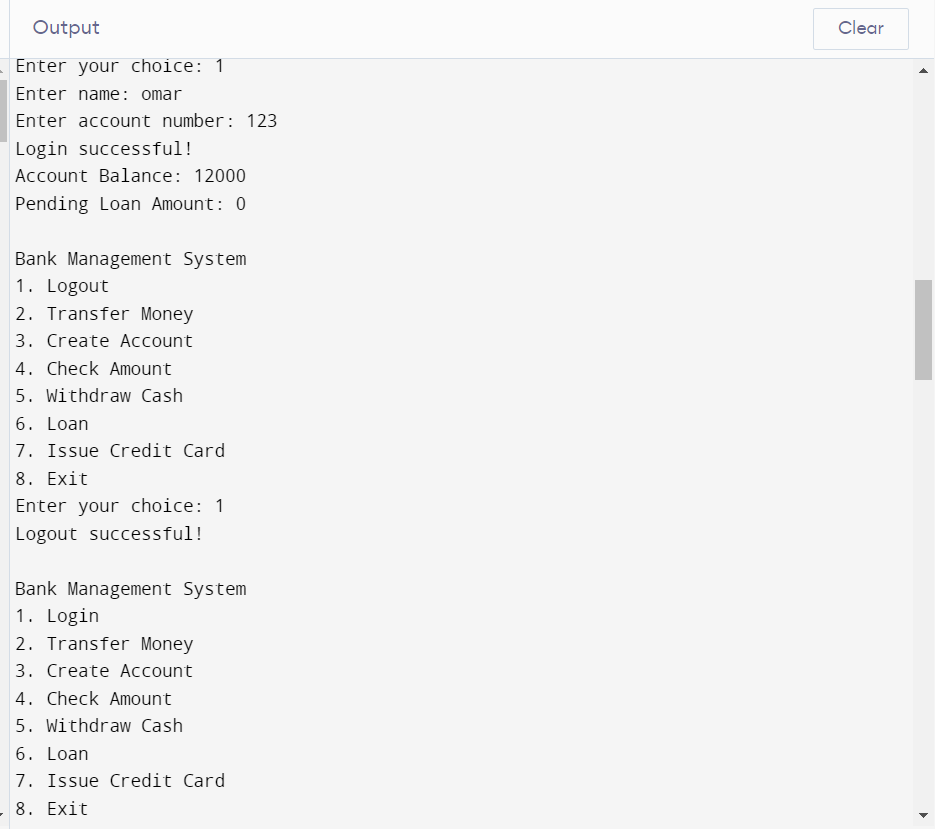 Output
Clear
Enter your choice: 1
Enter name: omar
Enter account number: 123
Login successful!
Account Balance: 12000
Pending Loan Amount: 0
Bank Management System
1. Logout
2. Transfer Money
3. Create Account
4. Check Amount
5. Withdraw Cash
6. Loan
7. Issue Credit Card
8. Exit
Enter your choice: 1
Logout successful!
Bank Management System
1. Login
2. Transfer Money
3. Create Account
4. Check Amount
5. Withdraw Cash
6. Loan
7. Issue Credit Card
8. Exit